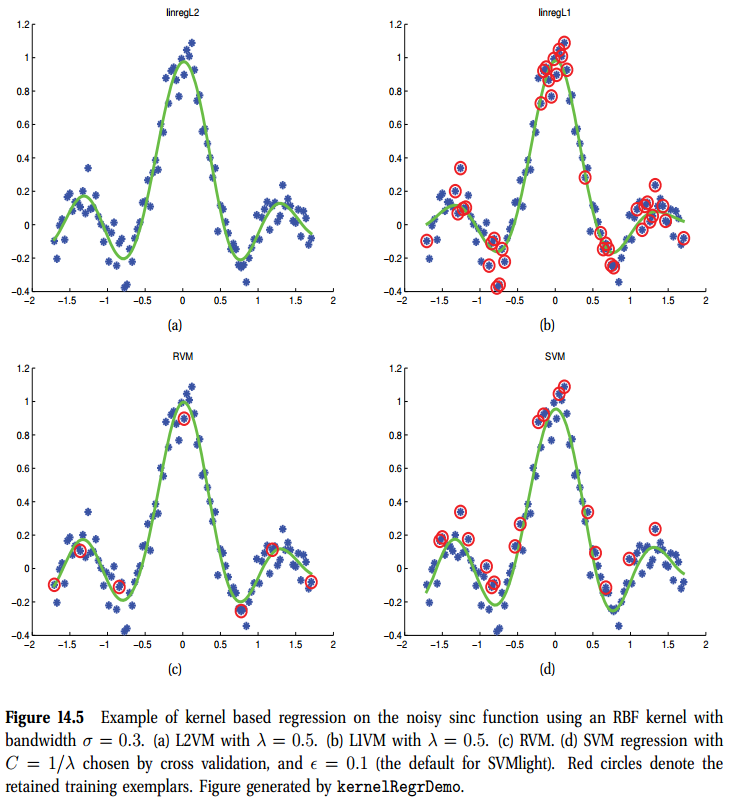 linregL2
1.2
1
0.8
0.6
0.4
0.2
0
−0.2
−0.4
−2 −1.5 −1 −0.5 0 0.5 1 1.5 2
(a)
linregL1
1.2
1
0.8
0.6
0.4
0.2
0
−0.2
−0.4
−2 −1.5 −1 −0.5 0 0.5 1 1.5 2
(b)
RVM
1.2
1
0.8
0.6
0.4
0.2
0
−0.2
−0.4
−2 −1.5 −1 −0.5 0 0.5 1 1.5 2
(c)
SVM
1.2
1
0.8
0.6
0.4
0.2
0
−0.2
−0.4
−2 −1.5 −1 −0.5 0 0.5 1 1.5 2
(d)
Figure 14.5 Example of kernel based regression on the noisy sinc function using an RBF kernel with
bandwidth σ = 0.3. (a) L2VM with λ = 0.5. (b) L1VM with λ = 0.5. (c) RVM. (d) SVM regression with
C = 1/λ chosen by cross validation, and ϵ = 0.1 (the default for SVMlight). Red circles denote the
retained training exemplars. Figure generated by kernelRegrDemo.